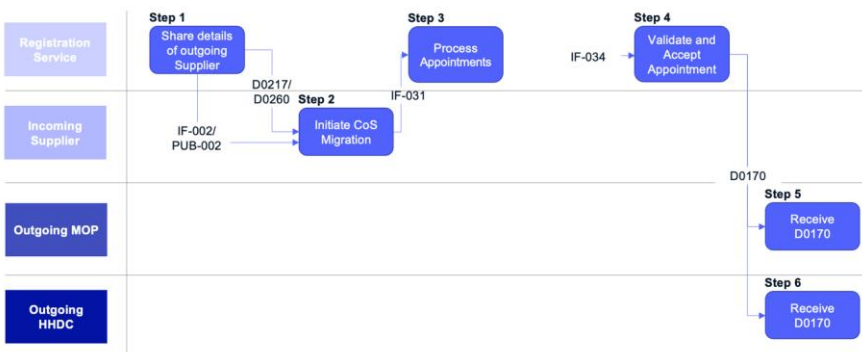 Step 1
Step 3
Step 4
Registration
Service
Share details
of outgoing
Supplier
Process
Appointments
IF-034
Validate and
Accept
Appointment
D0217/
D0260
Step 2
IF-031
Incoming
Supplier
IF-002/
PUB-002
Initiate CoS
Migration
D0170
Step 5
Outgoing MOP
Receive
D0170
Step 6
Outgoing
HHDC
Receive
D0170